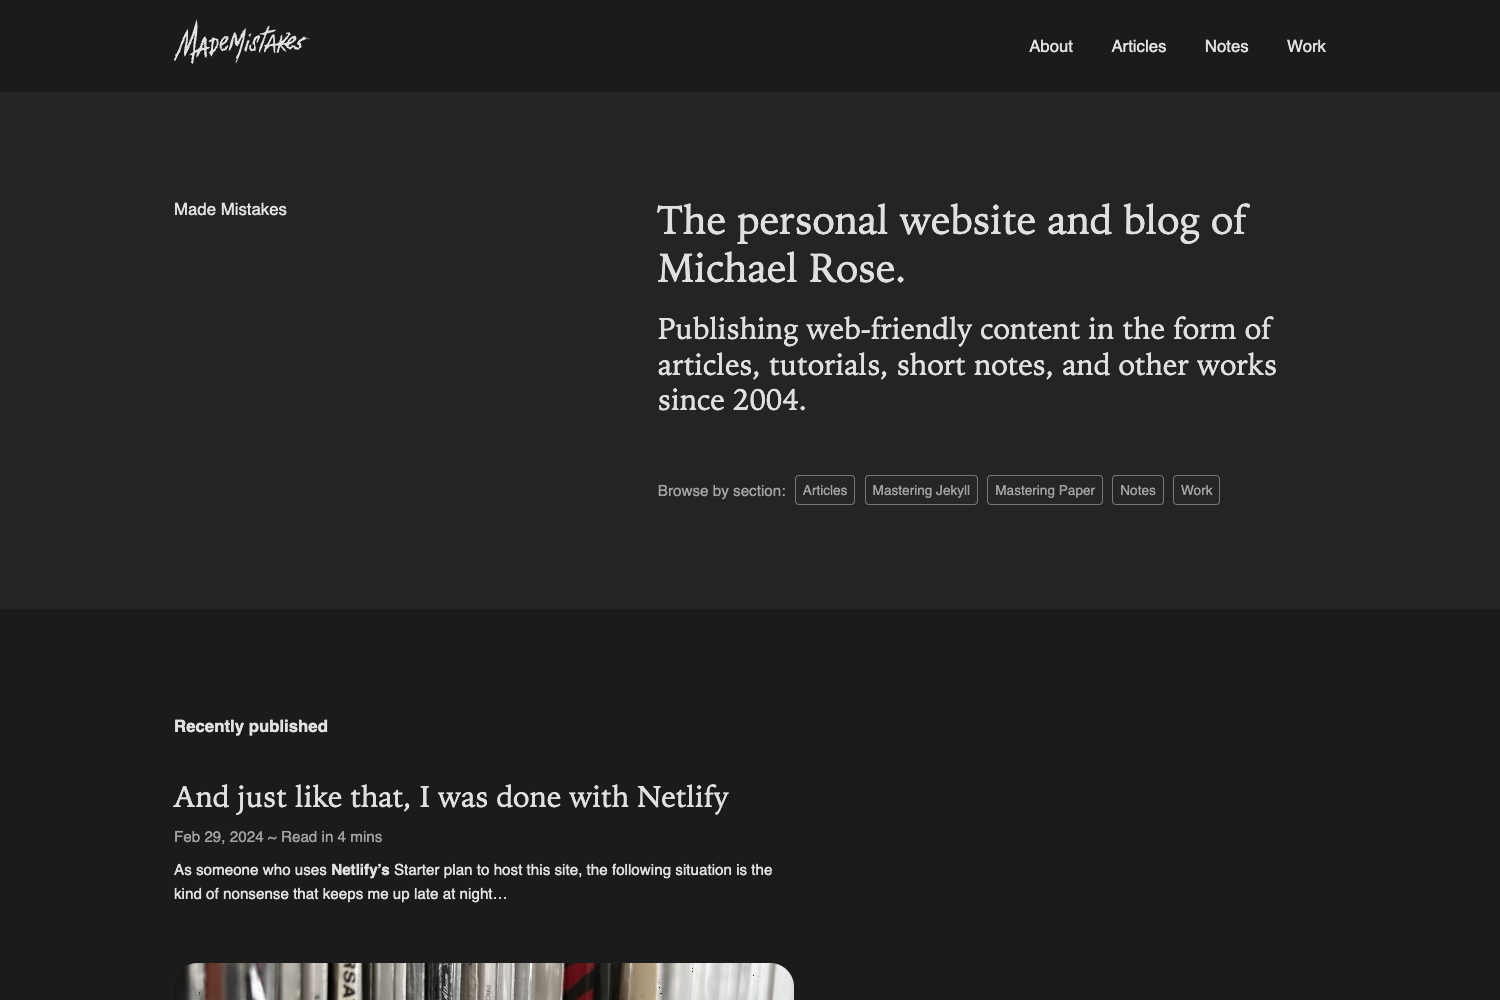 MadeMistakes
About
Articles
Notes
Work
Made Mistakes
The personal website and blog of
Michael Rose.
Publishing web-friendly content in the form of
articles, tutorials, short notes, and other works
since 2004.
Browse by section: Articles Mastering Jekyll Mastering Paper Notes Work
Recently published
And just like that, I was done with Netlify
Feb 29, 2024 ~ Read in 4 mins
As someone who uses Netlify’s Starter plan to host this site, the following situation is the
kind of nonsense that keeps me up late at night…